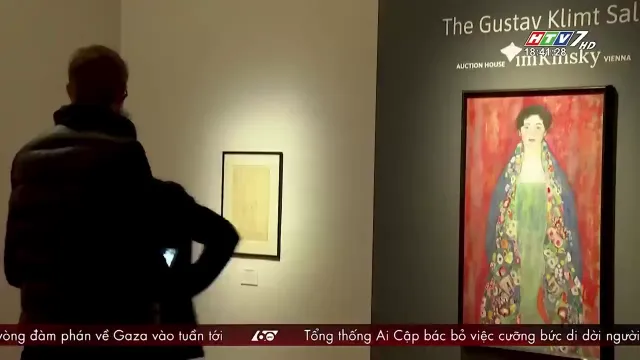 The Gustav Klimt Sal
HTV7 HD
18:41:28
AUCTION HOUSE imKinsky VIENNA
vòng đàm phán về Gaza vào tuần tới 60 Tổng thống Ai Cập bác bỏ việc cưỡng bức di dời người